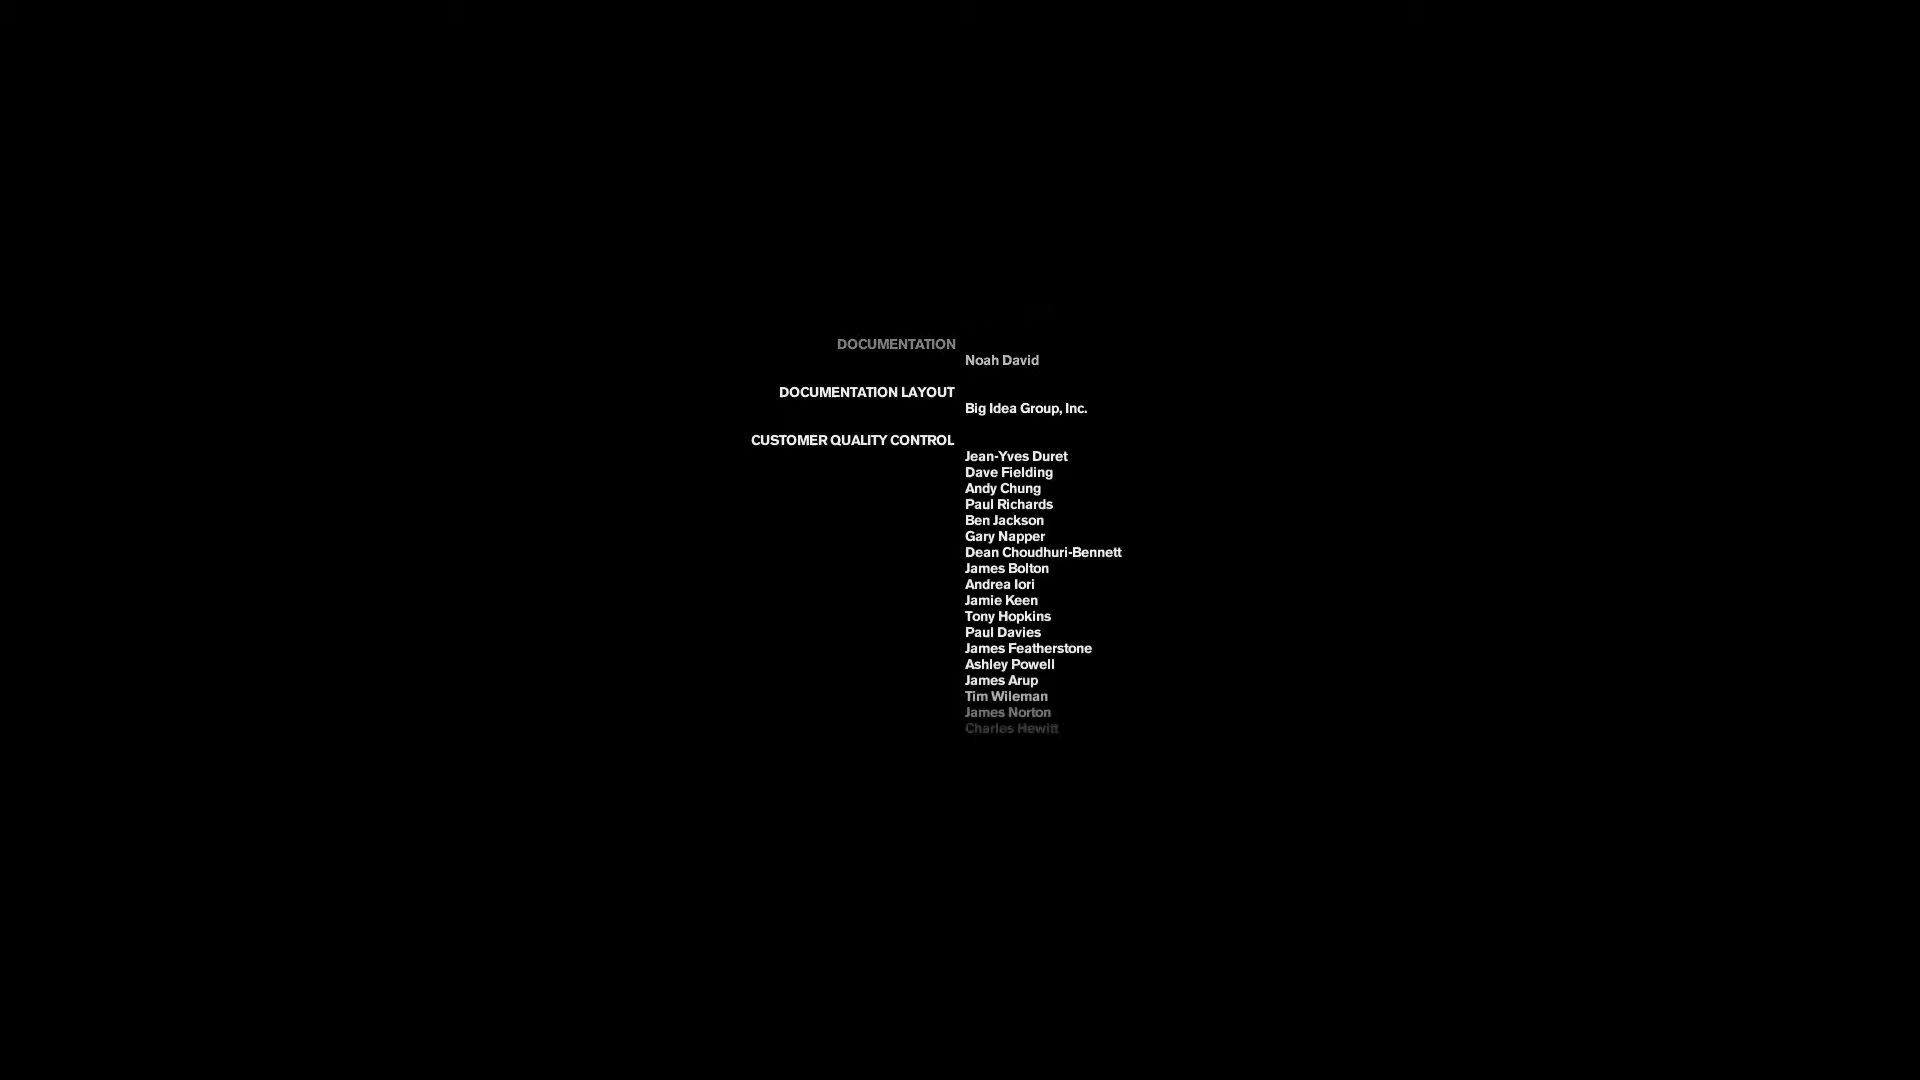 DOCUMENTATION
Noah David
DOCUMENTATION LAYOUT
Big Idea Group, Inc.
CUSTOMER QUALITY CONTROL
Jean-Yves Duret
Dave Fielding
Andy Chung
Paul Richards
Ben Jackson
Gary Napper
Dean Choudhuri-Bennett
James Bolton
Andrea Iori
Jamie Keen
Tony Hopkins
Paul Davies
James Featherstone
Ashley Powell
James Arup
Tim Wileman
James Norton
Charles Hewitt